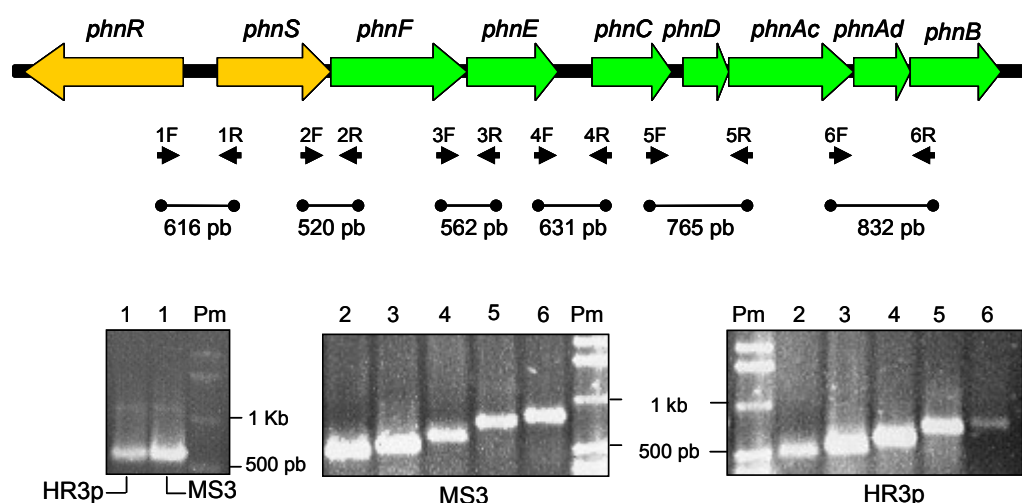 phnR phnS phnF phnE phnC phnD phnAc phnAd phnB
1F 1R 2F 2R 3F 3R 4F 4R 5F 5R 6F 6R
616 pb 520 pb 562 pb 631 pb 765 pb 832 pb
1 1 Pm 2 3 4 5 6 Pm Pm 2 3 4 5 6
1 Kb 1 kb
500 pb 500 pb
HR3p MS3 MS3 HR3p